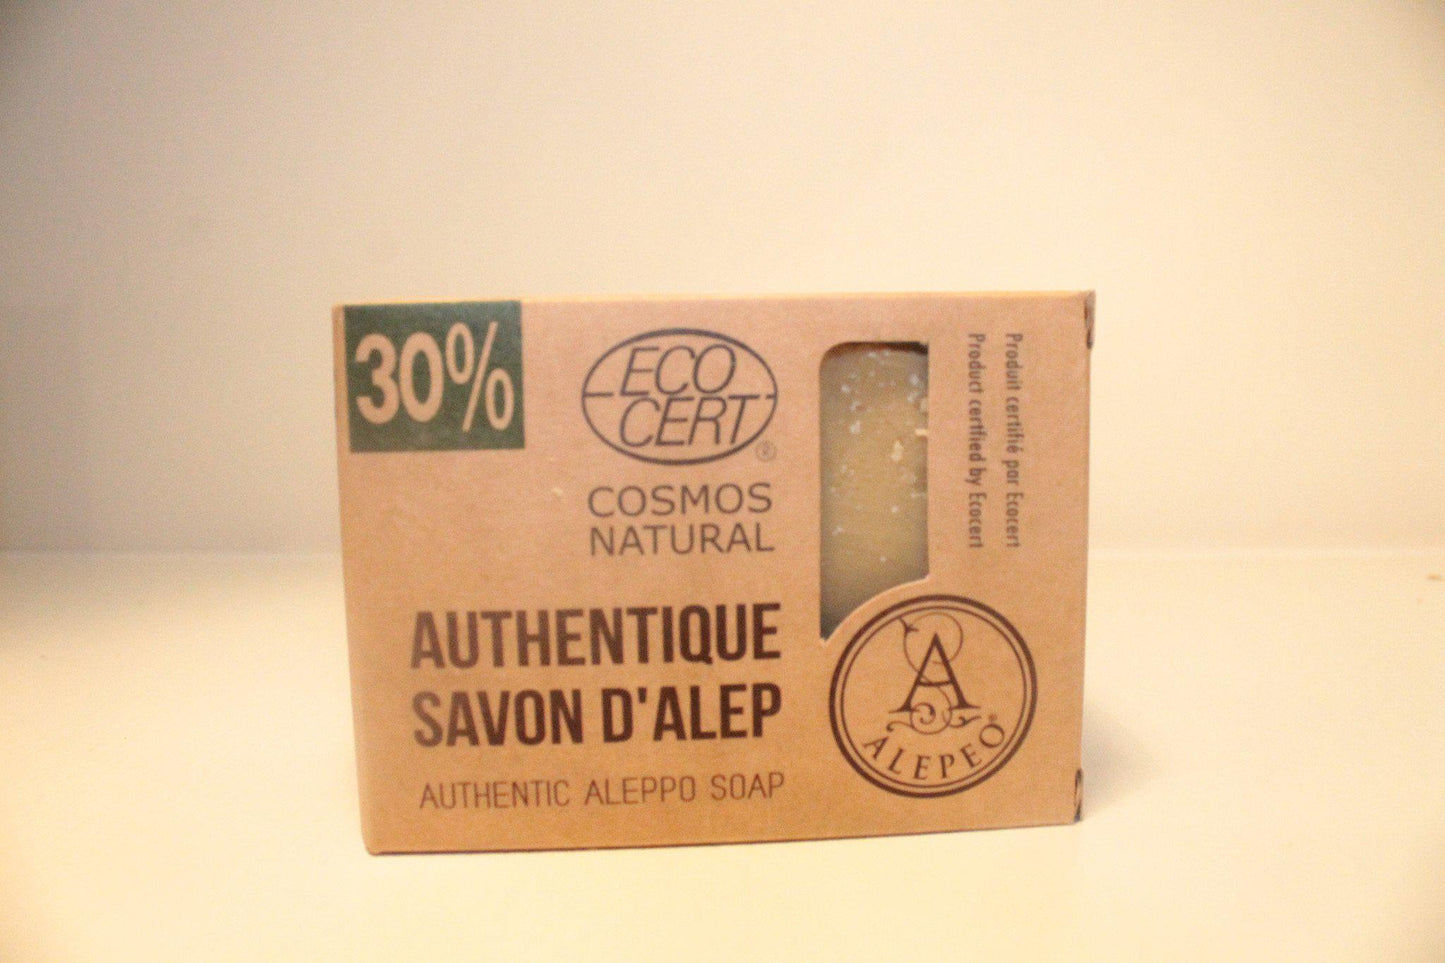 30%
ECO
CERT
®
COSMOS
NATURAL
Produit certifié par Ecocert
Product certfied by Ecocert
AUTHENTIQUE
SAVON D'ALEP
AUTHENTIC ALEPPO SOAP
A
ALEPEO®